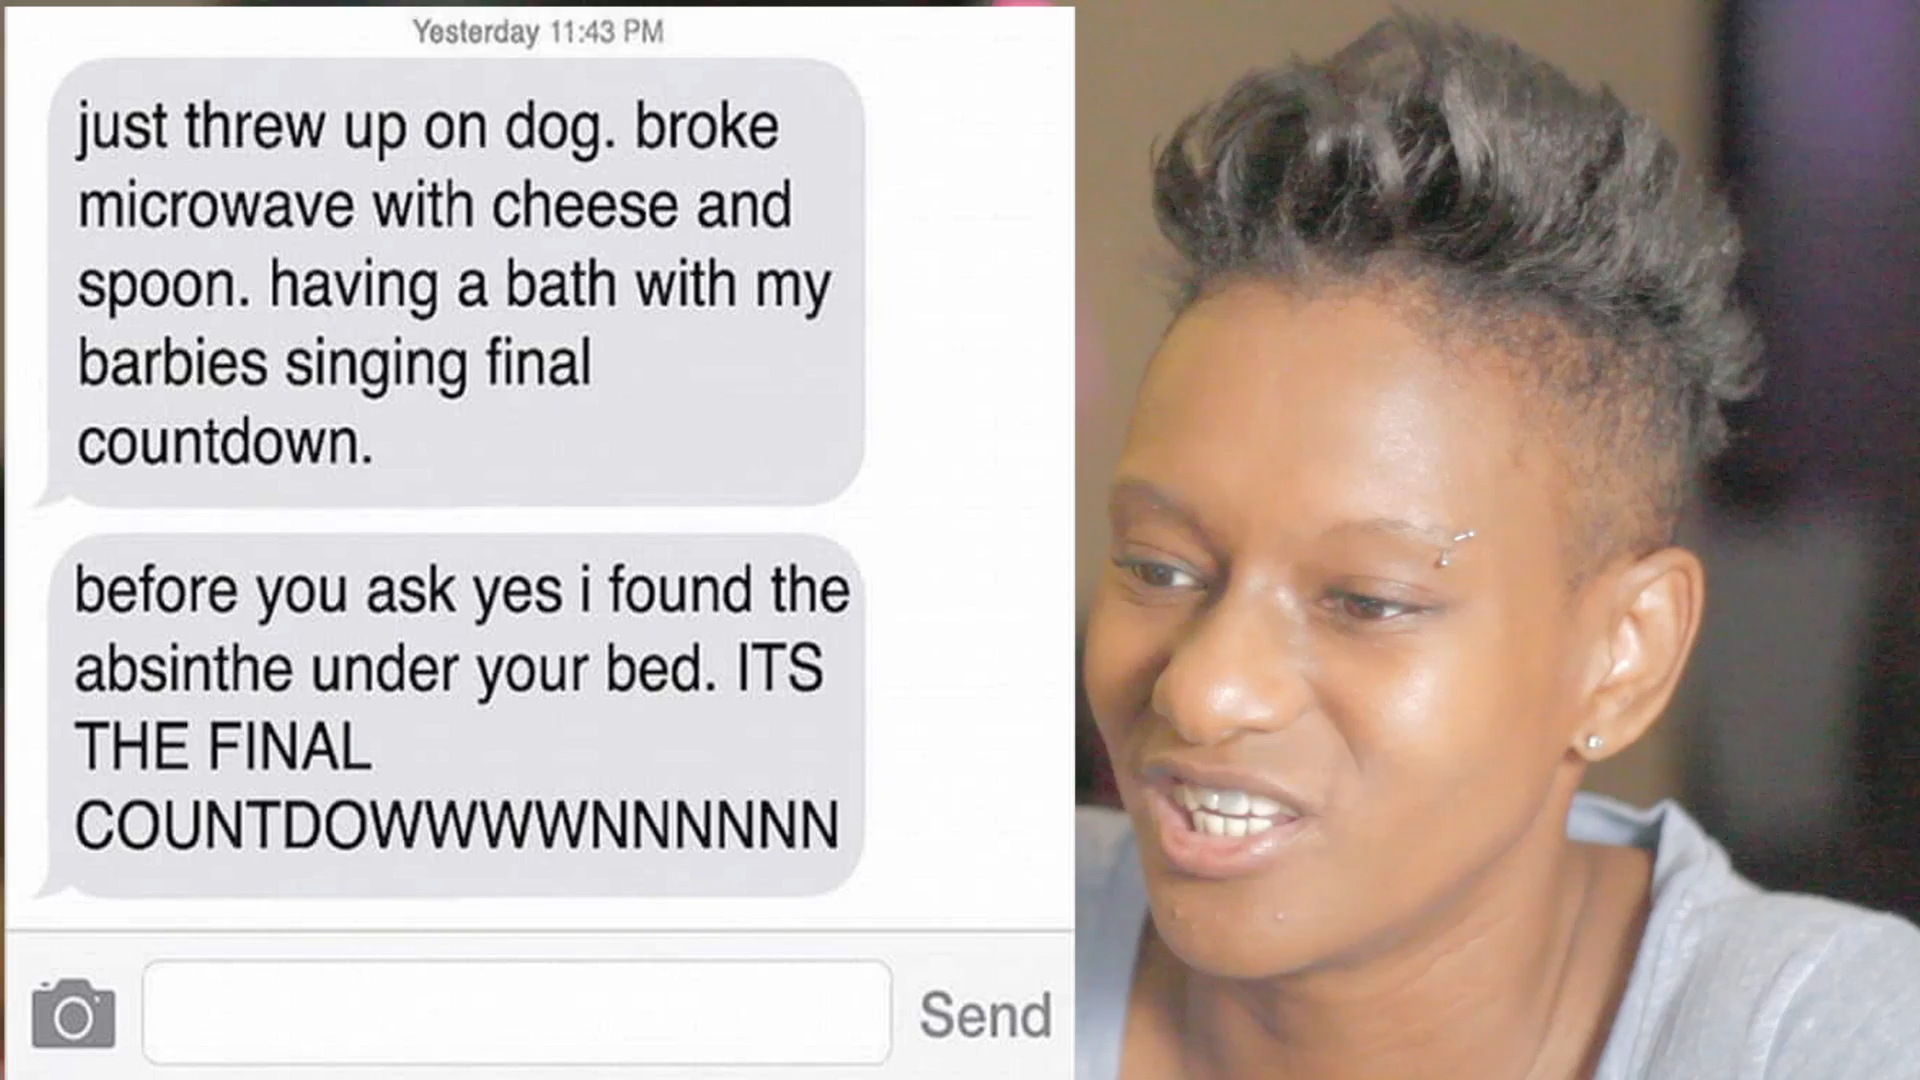 Yesterday 11:43 PM
just threw up on dog. broke
microwave with cheese and
spoon. having a bath with my
barbies singing final
countdown.
before you ask yes i found the
absinthe under your bed. ITS
THE FINAL
COUNTDOWWWWNNNNNN
Send